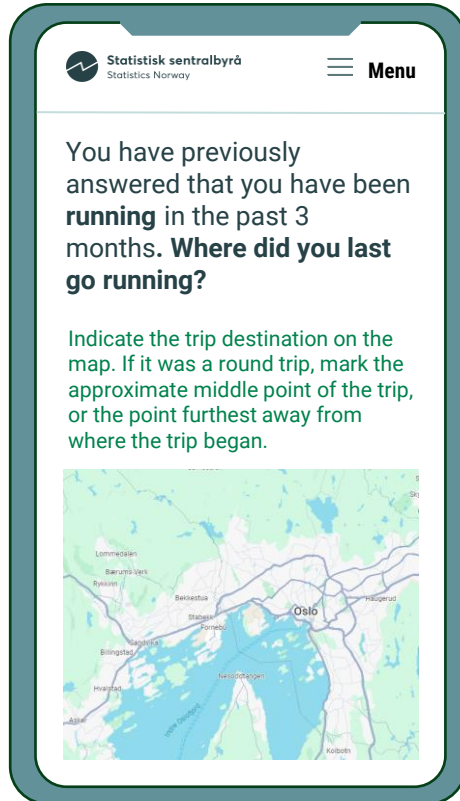 Statistisk sentralbyrå
Statistics Norway
Menu
You have previously
answered that you have been
running in the past 3
months. Where did you last
go running?
Indicate the trip destination on the
map. If it was a round trip, mark the
approximate middle point of the trip,
or the point furthest away from
where the trip began.
Lommedalen
Bærums Verk
Rykkinn
Bekkestua
Haugerud
Oslo
Stabekk
Fornebu
Sandvika
Billingstad
Nesoddtangen
Hvalstad
Asker
Indre Oslofjord
Kolbotn